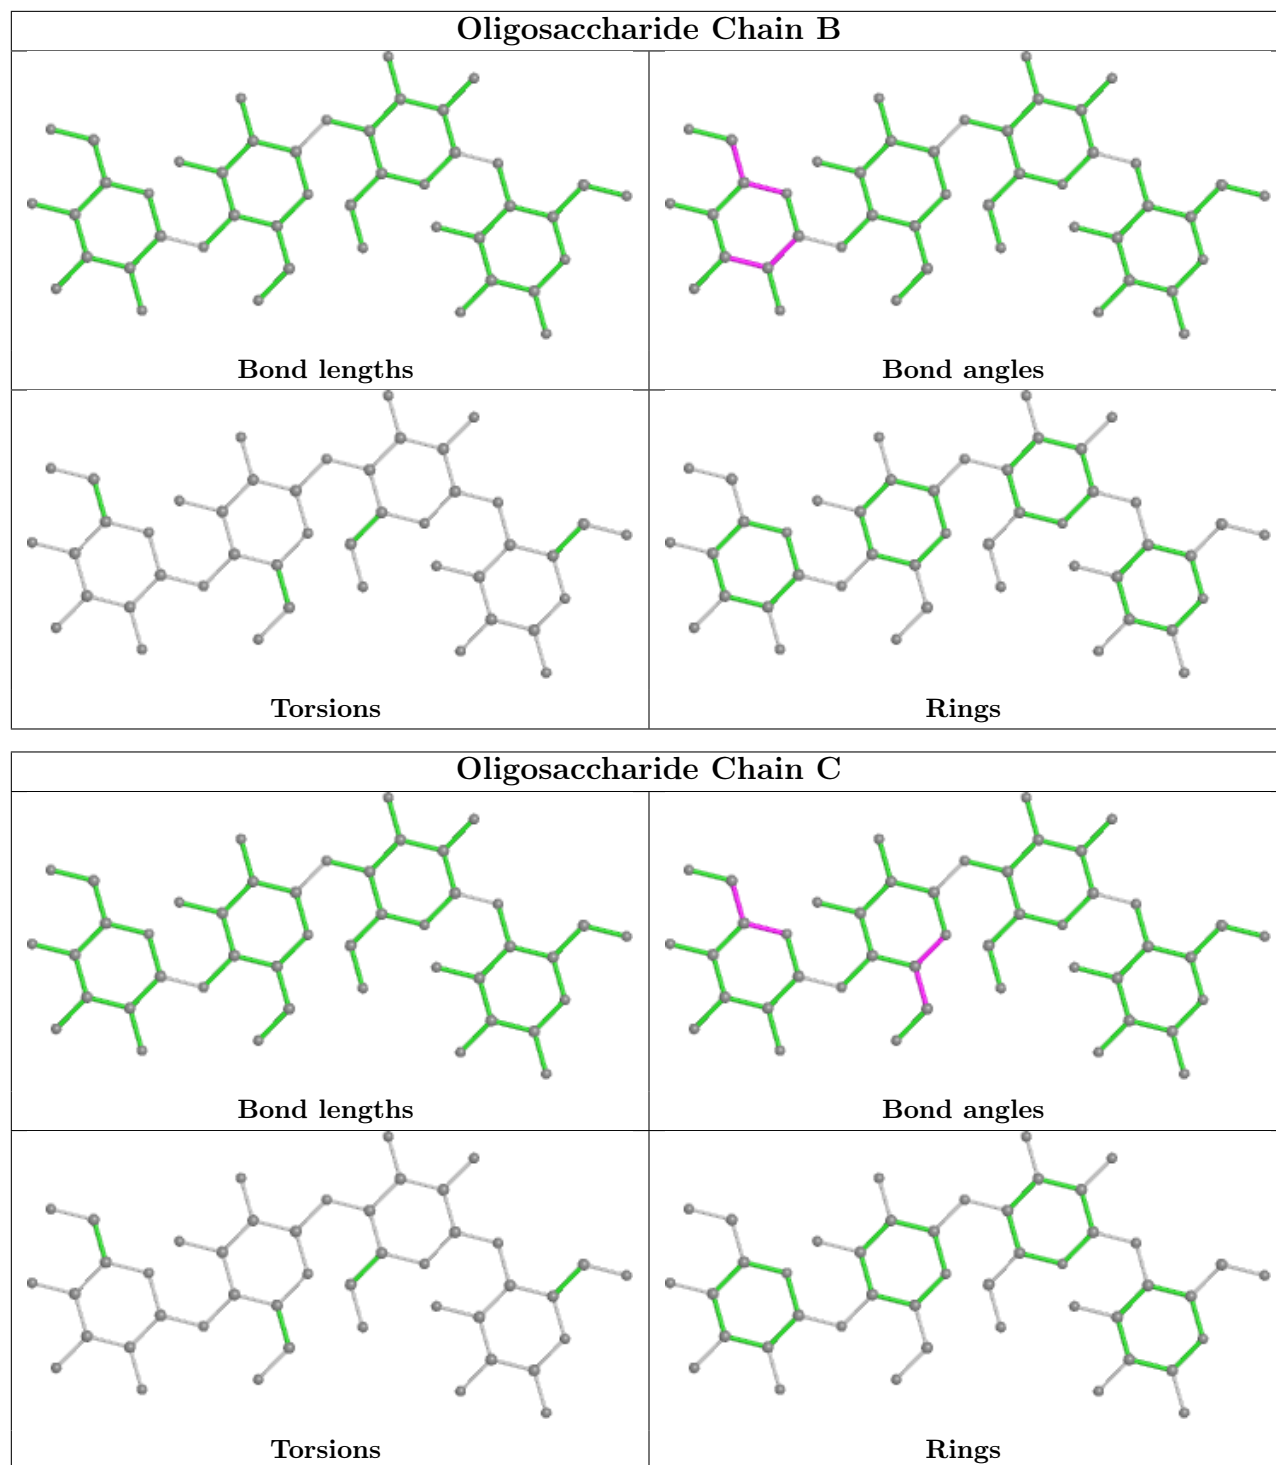 Oligosaccharide Chain B
Bond lengths
Bond angles
Torsions
Rings
Oligosaccharide Chain C
Bond lengths
Bond angles
Torsions
Rings